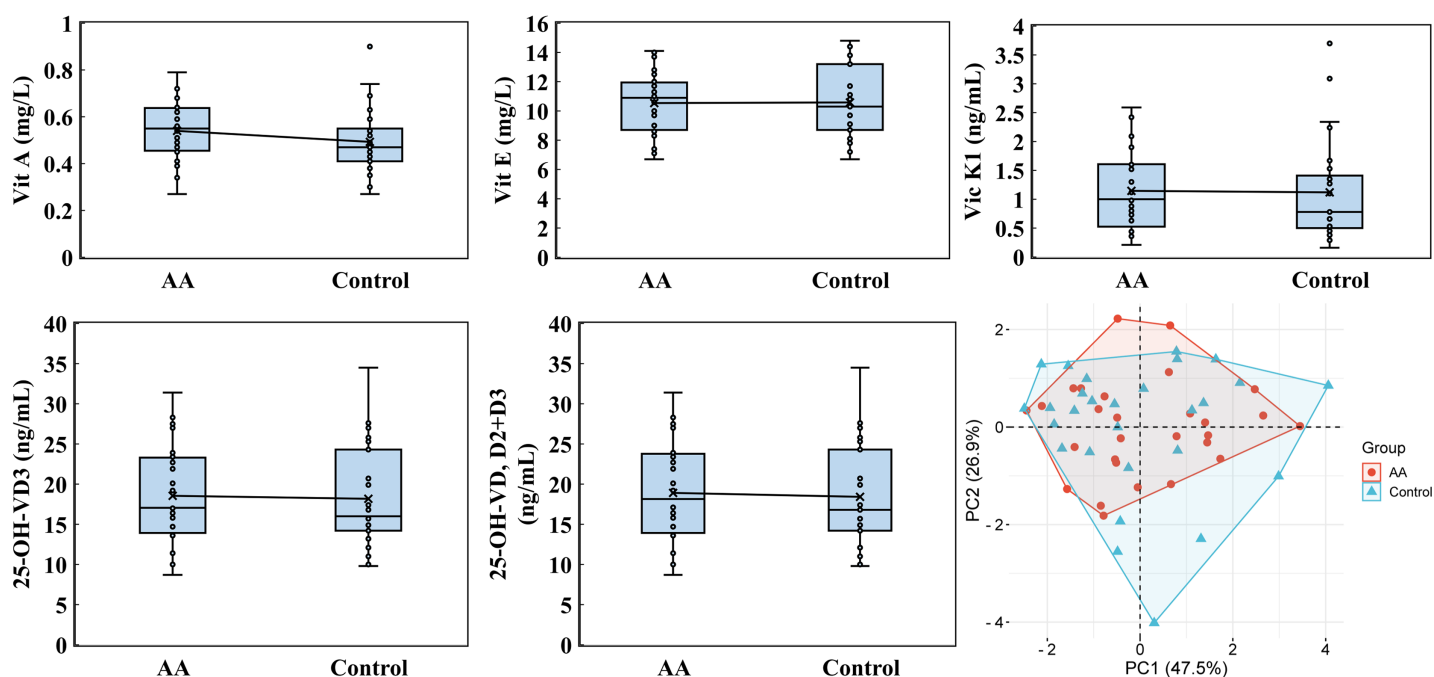 Vit A (mg/L)
1
0.8
0.6
0.4
0.2
0
AA Control
Vit E (mg/L)
16
14
12
10
8
6
4
2
0
AA Control
Vic K1 (ng/mL)
4
3.5
3
2.5
2
1.5
1
0.5
0
AA Control
25-OH-VD3 (ng/mL)
40
35
30
25
20
15
10
5
0
AA Control
25-OH-VD, D2+D3
(ng/mL)
40
35
30
25
20
15
10
5
0
AA Control
PC2 (26.9%)
2
0
- 2
- 4
- 2 0 2 4
PC1 (47.5%)
Group
AA
Control